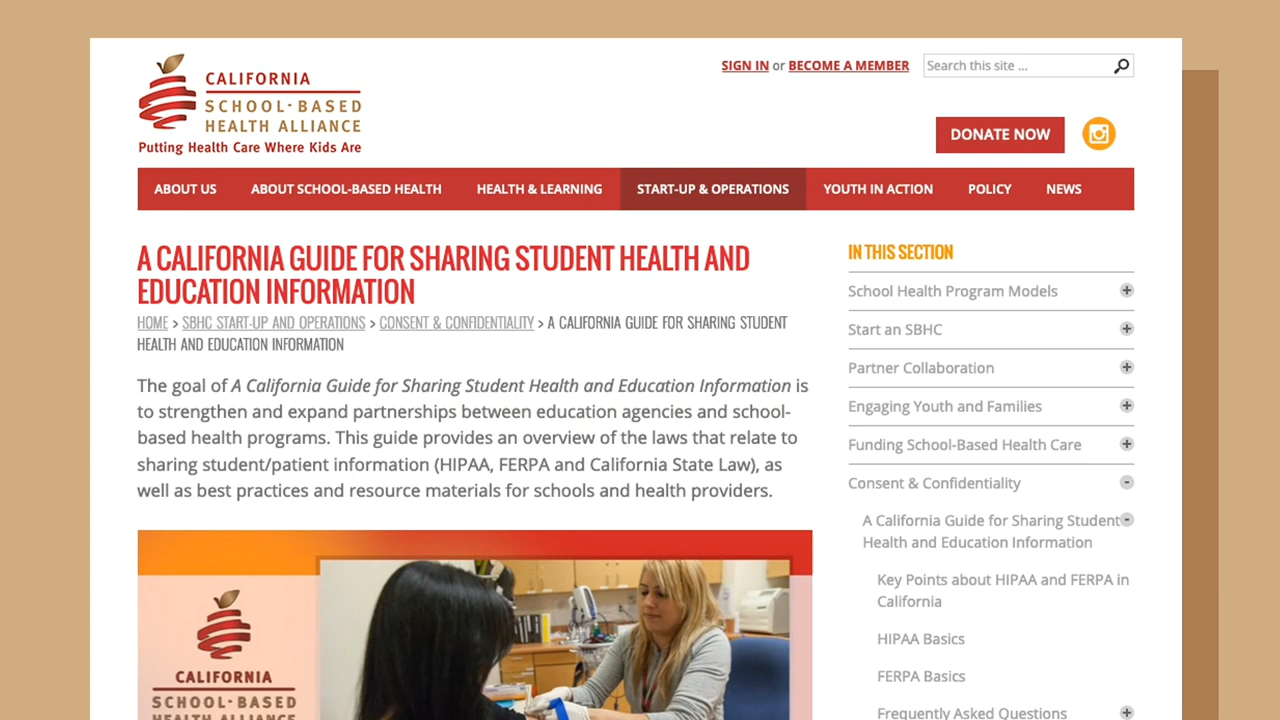 CALIFORNIA
SCHOOL-BASED
HEALTH ALLIANCE
Putting Health Care Where Kids Are
SIGN IN or BECOME A MEMBER
Search this site ...
DONATE NOW
ABOUT US
ABOUT SCHOOL-BASED HEALTH
HEALTH & LEARNING
START-UP & OPERATIONS
YOUTH IN ACTION
POLICY
NEWS
A CALIFORNIA GUIDE FOR SHARING STUDENT HEALTH AND
EDUCATION INFORMATION
HOME > SBHC START-UP AND OPERATIONS > CONSENT & CONFIDENTIALITY > A CALIFORNIA GUIDE FOR SHARING STUDENT
HEALTH AND EDUCATION INFORMATION
The goal of A California Guide for Sharing Student Health and Education Information is
to strengthen and expand partnerships between education agencies and school-
based health programs. This guide provides an overview of the laws that relate to
sharing student/patient information (HIPAA, FERPA and California State Law), as
well as best practices and resource materials for schools and health providers.
CALIFORNIA
SCHOOL-BASED
HEALTH ALLIANCE
IN THIS SECTION
School Health Program Models
Start an SBHC
Partner Collaboration
Engaging Youth and Families
Funding School-Based Health Care
Consent & Confidentiality
A California Guide for Sharing Student
Health and Education Information
Key Points about HIPAA and FERPA in
California
HIPAA Basics
FERPA Basics
Frequently Asked Questions